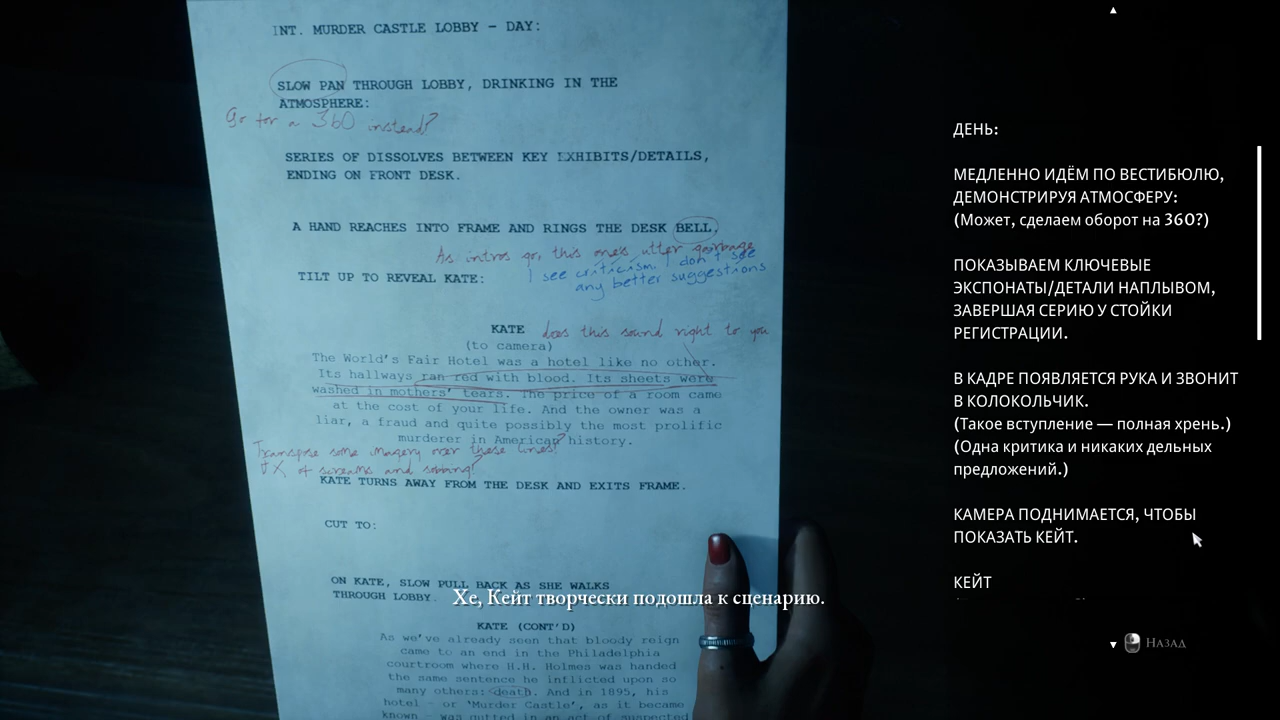 INT. MURDER CASTLE LOBBY – DAY:
SLOW PAN THROUGH LOBBY, DRINKING IN THE
ATMOSPHERE:
Go for a 360 instead?
SERIES OF DISSOLVES BETWEEN KEY EXHIBITS/DETAILS,
ENDING ON FRONT DESK.
A HAND REACHES INTO FRAME AND RINGS THE DESK BELL.
As intros go, this one's utter garbage
I see criticism. I don't see
any better suggestions
TILT UP TO REVEAL KATE:
KATE
does this sound right to you
(to camera)
The World's Fair Hotel was a hotel like no other.
Its hallways ran red with blood. Its sheets were
washed in mothers' tears. The price of a room came
at the cost of your life. And the owner was a
liar, a fraud and quite possibly the most prolific
murderer in American history.
Transpose some imagery over these lines?
FX of screams and sobbing?
KATE TURNS AWAY FROM THE DESK AND EXITS FRAME.
CUT TO:
ON KATE, SLOW PULL BACK AS SHE WALKS
THROUGH LOBBY.
KATE (CONT'D)
As we've already seen that bloody reign
came to an end in the Philadelphia
courtroom where H.H. Holmes was handed
the same sentence he inflicted upon so
many others: death. And in 1895, his
hotel – or 'Murder Castle', as it became
known – was gutted in an act of suspected
Хе, Кейт творчески подошла к сценарию.
ДЕНЬ:
МЕДЛЕННО ИДЁМ ПО ВЕСТИБЮЛЮ,
ДЕМОНСТРИРУЯ АТМОСФЕРУ:
(Может, сделаем оборот на 360?)
ПОКАЗЫВАЕМ КЛЮЧЕВЫЕ
ЭКСПОНАТЫ/ДЕТАЛИ НАПЛЫВОМ,
ЗАВЕРШАЯ СЕРИЮ У СТОЙКИ
РЕГИСТРАЦИИ.
В КАДРЕ ПОЯВЛЯЕТСЯ РУКА И ЗВОНИТ
В КОЛОКОЛЬЧИК.
(Такое вступление — полная хрень.)
(Одна критика и никаких дельных
предложений.)
КАМЕРА ПОДНИМАЕТСЯ, ЧТОБЫ
ПОКАЗАТЬ КЕЙТ.
КЕЙТ
Назад